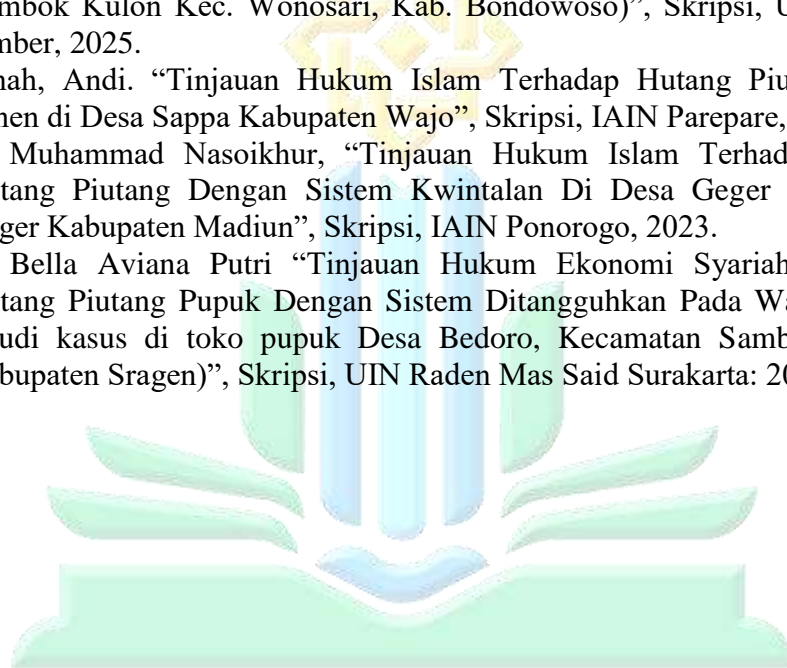 ombok Kulon Kec. Wonosari, Kab. Bondowoso)”, Skripsi, U
mber, 2025.
nah, Andi. “Tinjauan Hukum Islam Terhadap Hutang Piu
nen di Desa Sappa Kabupaten Wajo”, Skripsi, IAIN Parepare,
Muhammad Nasoikhur, “Tinjauan Hukum Islam Terhad
tang Piutang Dengan Sistem Kwintalan Di Desa Geger
ger Kabupaten Madiun”, Skripsi, IAIN Ponorogo, 2023.
Bella Aviana Putri “Tinjauan Hukum Ekonomi Syariah
tang Piutang Pupuk Dengan Sistem Ditangguhkan Pada Wa
udi kasus di toko pupuk Desa Bedoro, Kecamatan Samb
bupaten Sragen)”, Skripsi, UIN Raden Mas Said Surakarta: 20